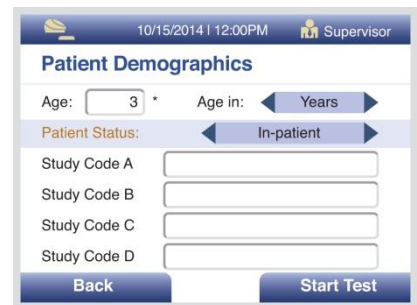 10/15/2014 | 12:00PM Supervisor
Patient Demographics
Age: 3 * Age in: Years
Patient Status: In-patient
Study Code A
Study Code B
Study Code C
Study Code D
Back Start Test